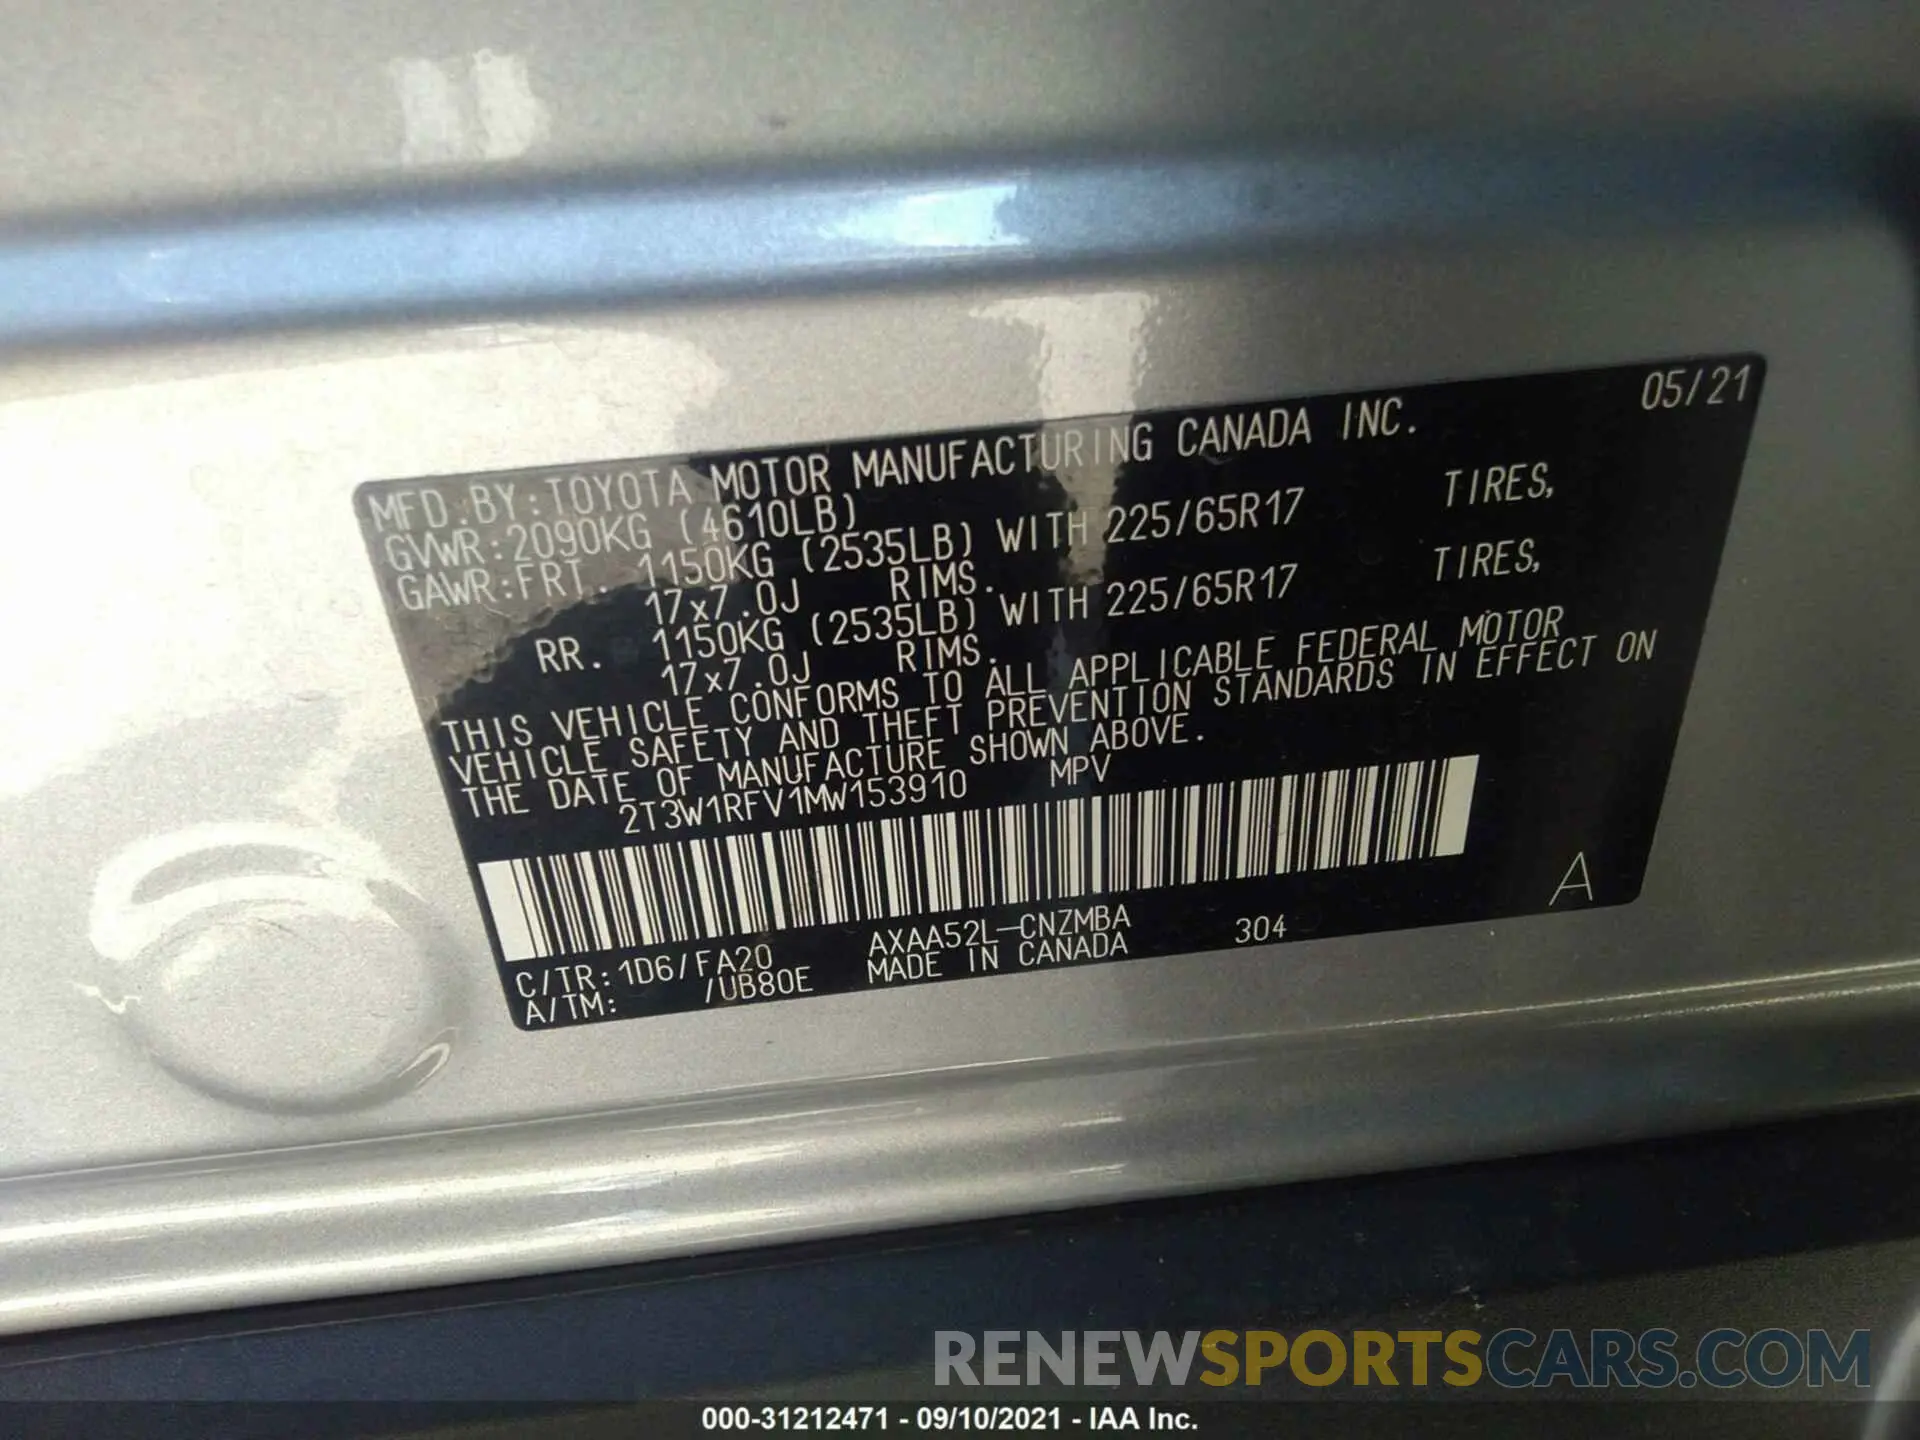 MFD.BY:TOYOTA MOTOR MANUFACTURING CANADA INC. 05/21
GVWR:2090KG (4610LB)
GAWR:FRT. 1150KG (2535LB) WITH 225/65R17 TIRES,
17x7.0J RIMS.
RR. 1150KG (2535LB) WITH 225/65R17 TIRES,
17x7.0J RIMS.
THIS VEHICLE CONFORMS TO ALL APPLICABLE FEDERAL MOTOR
VEHICLE SAFETY AND THEFT PREVENTION STANDARDS IN EFFECT ON
THE DATE OF MANUFACTURE SHOWN ABOVE.
2T3W1RFV1MW153910 MPV
A
C/TR:1D6/FA20 AXAA52L-CNZMBA 304
A/TM: /UB80E MADE IN CANADA
RENEWSPORTSCARS.COM
000-31212471 - 09/10/2021 - IAA Inc.